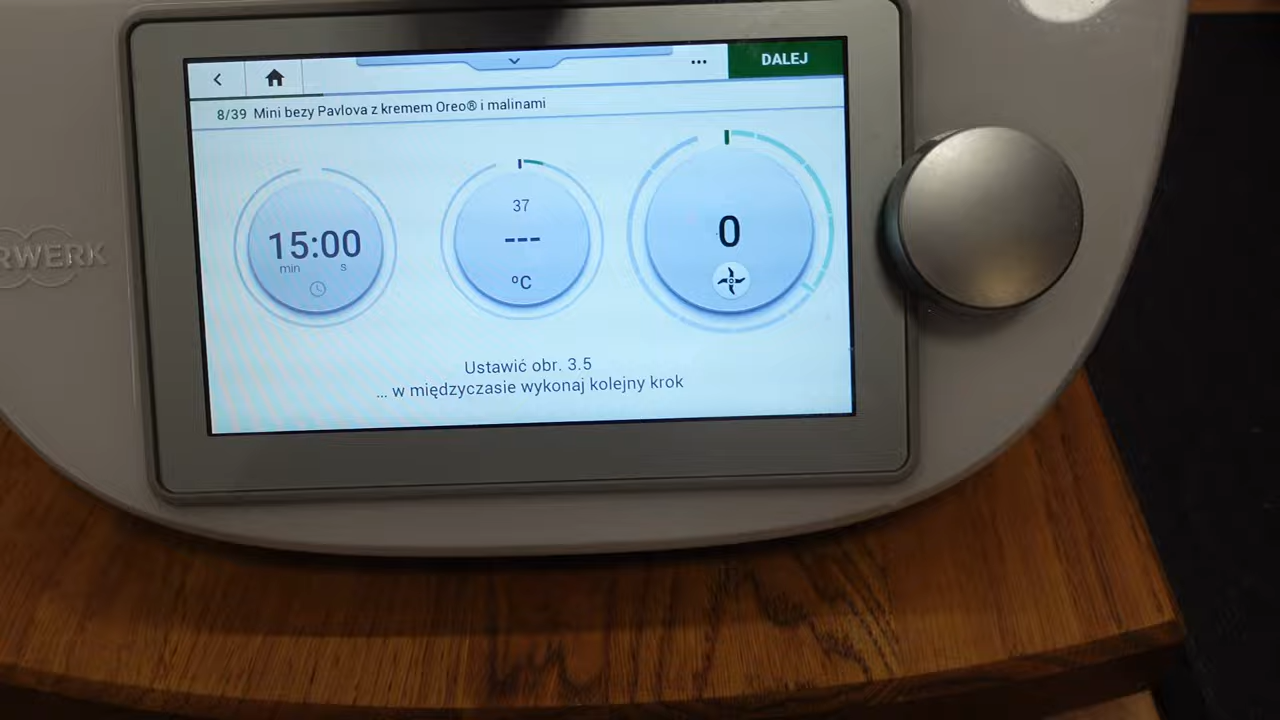 DALEJ
8/39 Mini bezy Pavlova z kremem Oreo® i malinami
15:00
min s
37
---
ºC
0
Ustawić obr. 3.5
... w międzyczasie wykonaj kolejny krok
RWERK